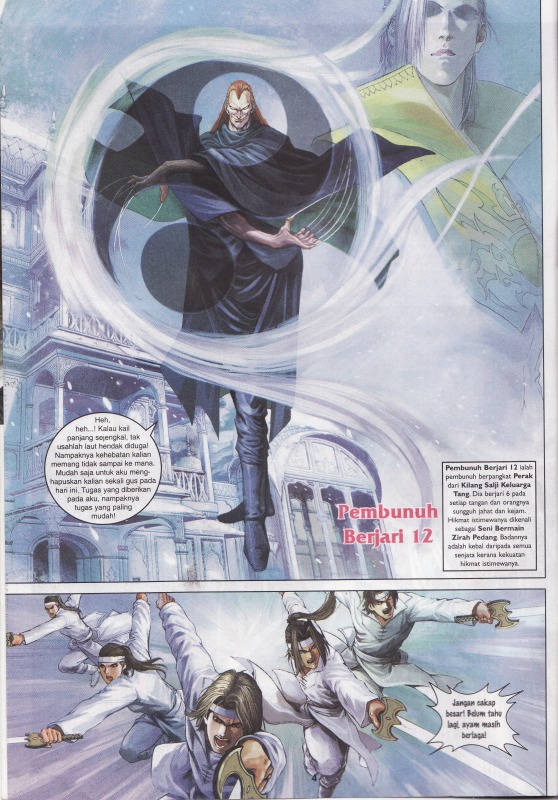 Heh,
heh...! Kalau kail
panjang sejengkal, tak
usahlah laut hendak diduga!
Nampaknya kehebatan kalian
memang tidak sampai ke mana.
Mudah saja untuk aku meng-
hapuskan kalian sekali gus pada
hari ini. Tugas yang diberikan
pada aku, nampaknya
tugas yang paling
mudah!
Pembunuh
Berjari 12
Pembunuh Berjari 12 ialah
pembunuh berpangkat Perak
dari Kilang Salji Keluarga
Tang. Dia berjari 6 pada
setiap tangan dan orangnya
sungguh jahat dan kejam.
Hikmat istimewanya dikenali
sebagai Seni Bermain
Zirah Pedang. Badannya
adalah kebal daripada semua
senjata kerana kekuatan
hikmat istimewanya.
Jangan cakap
besar! Belum tahu
lagi, ayam masih
berlaga!
4